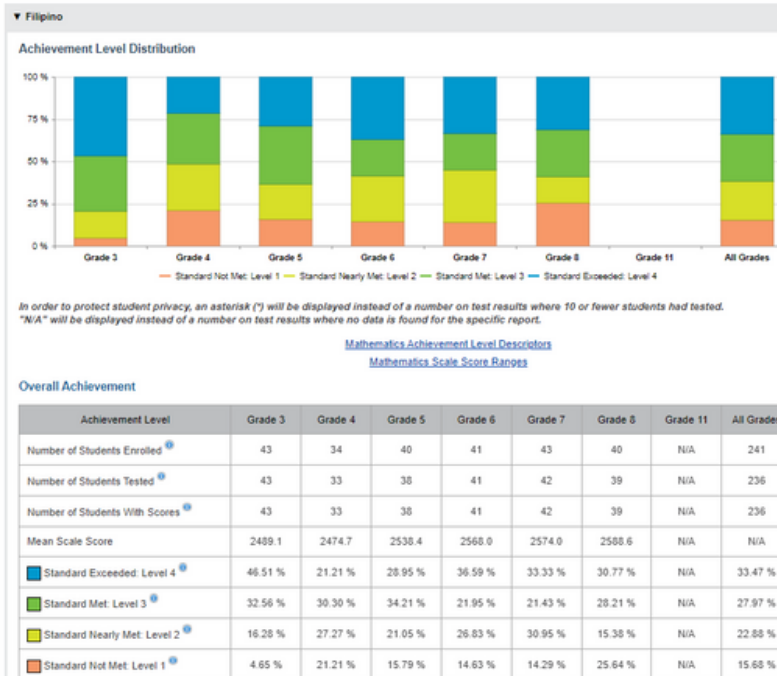 ▼ Filipino
Achievement Level Distribution
100 %
75 %
50 %
25 %
0 %
Grade 3 Grade 4 Grade 5 Grade 6 Grade 7 Grade 8 Grade 11 All Grades
Standard Not Met: Level 1 Standard Nearly Met: Level 2 Standard Met: Level 3 Standard Exceeded: Level 4
In order to protect student privacy, an asterisk (*) will be displayed instead of a number on test results where 10 or fewer students had tested.
"N/A" will be displayed instead of a number on test results where no data is found for the specific report.
Mathematics Achievement Level Descriptors
Mathematics Scale Score Ranges
Overall Achievement
Achievement Level Grade 3 Grade 4 Grade 5 Grade 6 Grade 7 Grade 8 Grade 11 All Grades
Number of Students Enrolled 43 34 40 41 43 40 N/A 241
Number of Students Tested 43 33 38 41 42 39 N/A 236
Number of Students With Scores 43 33 38 41 42 39 N/A 236
Mean Scale Score 2489.1 2474.7 2538.4 2568.0 2574.0 2588.6 N/A N/A
Standard Exceeded: Level 4 46.51 % 21.21 % 28.95 % 36.59 % 33.33 % 30.77 % N/A 33.47 %
Standard Met: Level 3 32.56 % 30.30 % 34.21 % 21.95 % 21.43 % 28.21 % N/A 27.97 %
Standard Nearly Met: Level 2 16.28 % 27.27 % 21.05 % 26.83 % 30.95 % 15.38 % N/A 22.88 %
Standard Not Met: Level 1 4.65 % 21.21 % 15.79 % 14.63 % 14.29 % 25.64 % N/A 15.68 %